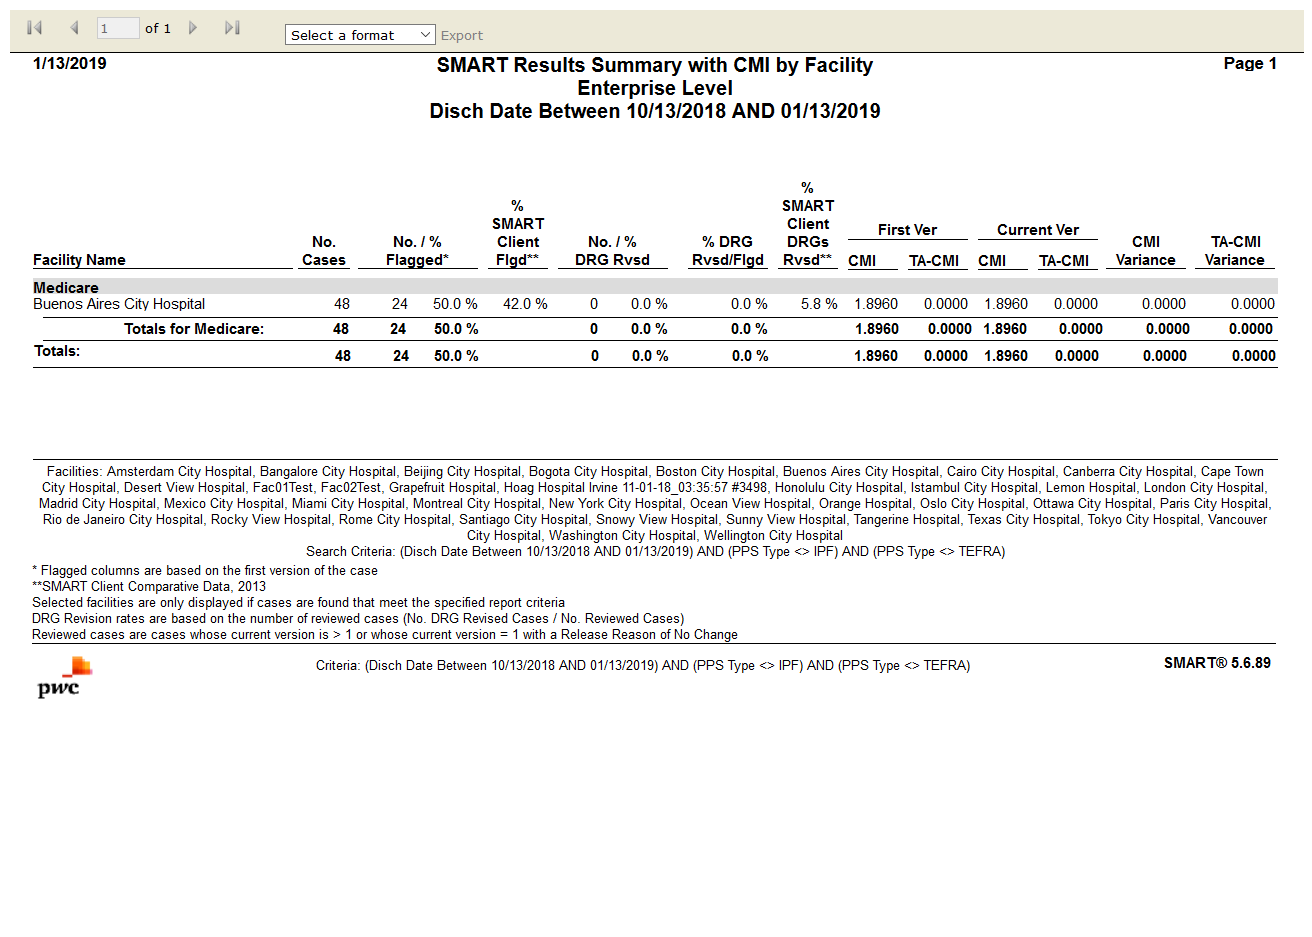 1 of 1 Select a format Export
1/13/2019 SMART Results Summary with CMI by Facility Page 1
Enterprise Level
Disch Date Between 10/13/2018 AND 01/13/2019
%
% SMART
SMART Client First Ver Current Ver
No. No. / % Client No. / % % DRG DRGs CMI TA-CMI
Facility Name Cases Flagged* Flgd** DRG Rvsd Rvsd/Flgd Rvsd** CMI TA-CMI CMI TA-CMI Variance Variance
Medicare
Buenos Aires City Hospital 48 24 50.0 % 42.0 % 0 0.0 % 0.0 % 5.8 % 1.8960 0.0000 1.8960 0.0000 0.0000 0.0000
Totals for Medicare: 48 24 50.0 % 0 0.0 % 0.0 % 1.8960 0.0000 1.8960 0.0000 0.0000 0.0000
Totals: 48 24 50.0 % 0 0.0 % 0.0 % 1.8960 0.0000 1.8960 0.0000 0.0000 0.0000
Facilities: Amsterdam City Hospital, Bangalore City Hospital, Beijing City Hospital, Bogota City Hospital, Boston City Hospital, Buenos Aires City Hospital, Cairo City Hospital, Canberra City Hospital, Cape Town
City Hospital, Desert View Hospital, Fac01Test, Fac02Test, Grapefruit Hospital, Hoag Hospital Irvine 11-01-18_03:35:57 #3498, Honolulu City Hospital, Istambul City Hospital, Lemon Hospital, London City Hospital,
Madrid City Hospital, Mexico City Hospital, Miami City Hospital, Montreal City Hospital, New York City Hospital, Ocean View Hospital, Orange Hospital, Oslo City Hospital, Ottawa City Hospital, Paris City Hospital,
Rio de Janeiro City Hospital, Rocky View Hospital, Rome City Hospital, Santiago City Hospital, Snowy View Hospital, Sunny View Hospital, Tangerine Hospital, Texas City Hospital, Tokyo City Hospital, Vancouver
City Hospital, Washington City Hospital, Wellington City Hospital
Search Criteria: (Disch Date Between 10/13/2018 AND 01/13/2019) AND (PPS Type <> IPF) AND (PPS Type <> TEFRA)
* Flagged columns are based on the first version of the case
**SMART Client Comparative Data, 2013
Selected facilities are only displayed if cases are found that meet the specified report criteria
DRG Revision rates are based on the number of reviewed cases (No. DRG Revised Cases / No. Reviewed Cases)
Reviewed cases are cases whose current version is > 1 or whose current version = 1 with a Release Reason of No Change
Criteria: (Disch Date Between 10/13/2018 AND 01/13/2019) AND (PPS Type <> IPF) AND (PPS Type <> TEFRA) SMART® 5.6.89
pwc